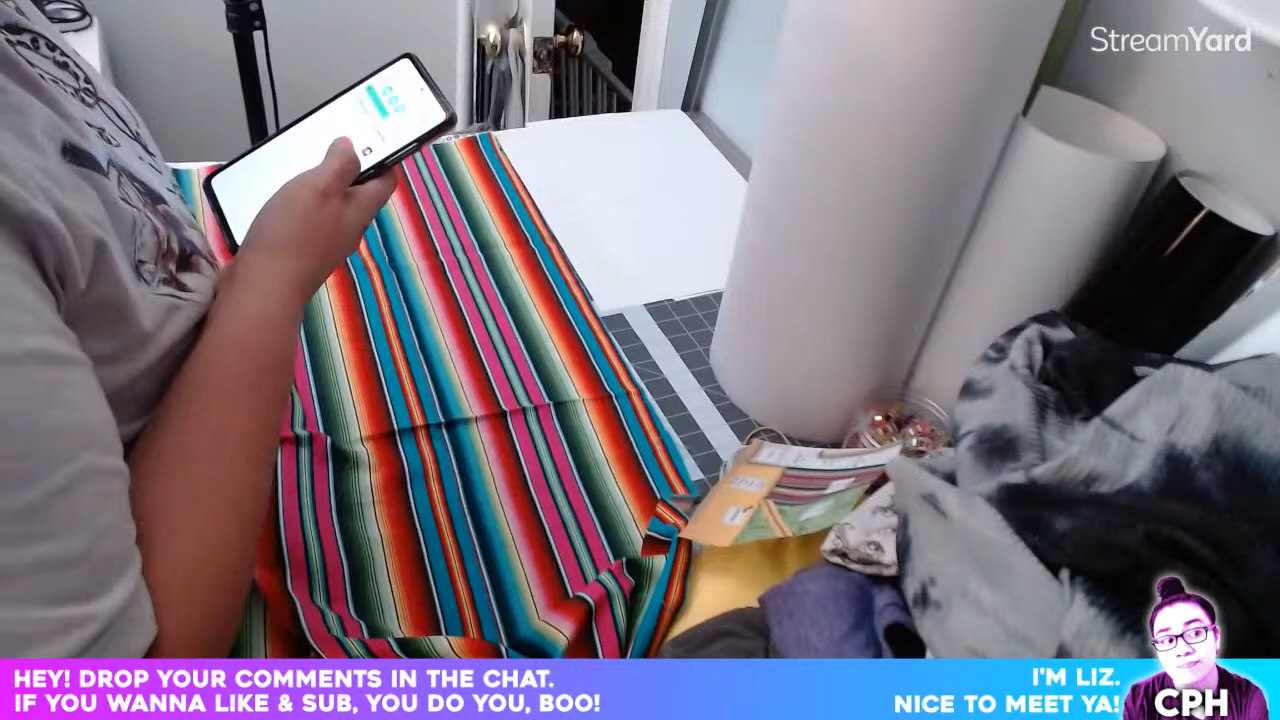 StreamYard
HEY! DROP YOUR COMMENTS IN THE CHAT.
IF YOU WANNA LIKE & SUB, YOU DO YOU, BOO!
I'M LIZ.
NICE TO MEET YA!
CPH